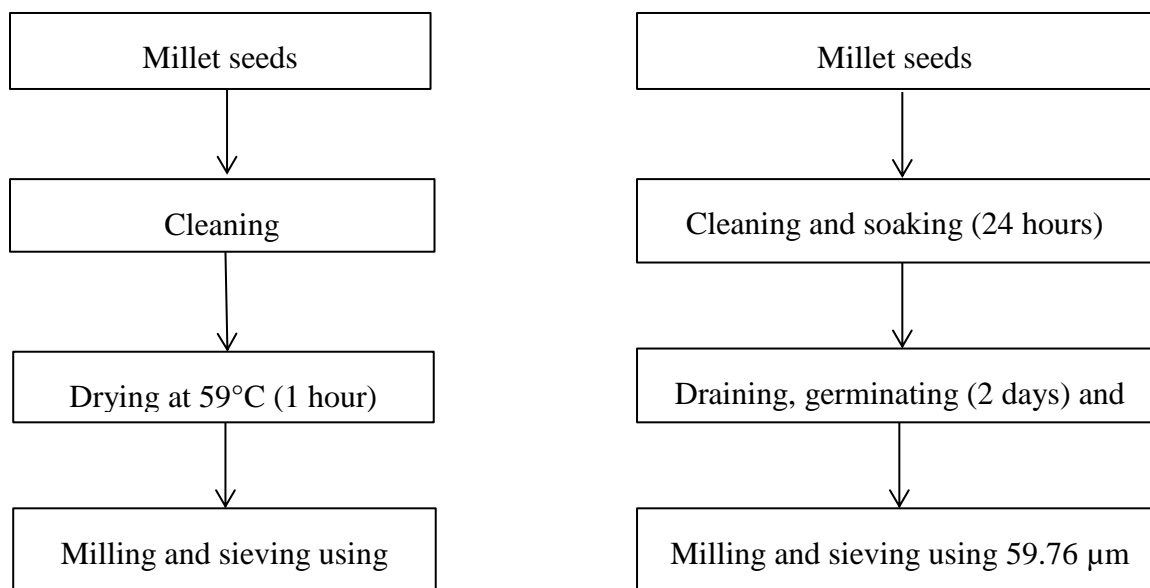 Millet seeds
Cleaning
Drying at 59°C (1 hour)
Milling and sieving using
Millet seeds
Cleaning and soaking (24 hours)
Draining, germinating (2 days) and
Milling and sieving using 59.76 µm